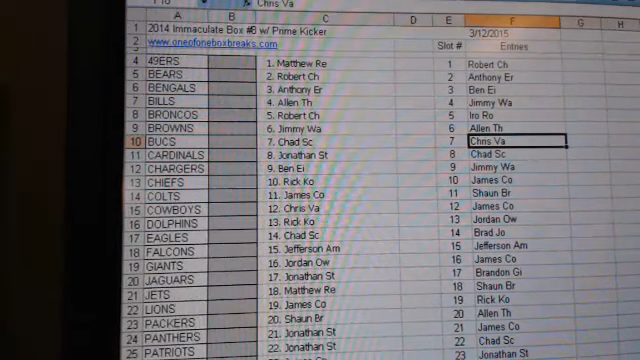 Chris Va
A B C D E F G H
1 2014 Immaculate Box #8 w/ Prime Kicker 3/12/2015
2 www.oneofoneboxbreaks.com Slot # Entries
4 49ERS 1. Matthew Re 1 Robert Ch
5 BEARS 2. Robert Ch 2 Anthony Er
6 BENGALS 3. Anthony Er 3 Ben Ei
7 BILLS 4. Allen Th 4 Jimmy Wa
8 BRONCOS 5. Robert Ch 5 Iro Ro
9 BROWNS 6. Jimmy Wa 6 Allen Th
10 BUCS 7. Chad Sc 7 Chris Va
11 CARDINALS 8. Jonathan St 8 Chad Sc
12 CHARGERS 9. Ben Ei 9 Jimmy Wa
13 CHIEFS 10. Rick Ko 10 James Co
14 COLTS 11. James Co 11 Shaun Br
15 COWBOYS 12. Chris Va 12 James Co
16 DOLPHINS 13. Rick Ko 13 Jordan Ow
17 EAGLES 14. Chad Sc 14 Brad Jo
18 FALCONS 15. Jefferson Am 15 Jefferson Am
19 GIANTS 16. Jordan Ow 16 James Co
20 JAGUARS 17. Jonathan St 17 Brandon Gi
21 JETS 18. Matthew Re 18 Shaun Br
22 LIONS 19. James Co 19 Rick Ko
23 PACKERS 20. Shaun Br 20 Allen Th
24 PANTHERS 21. Jonathan St 21 James Co
25 PATRIOTS 22. Jonathan St 22 Chad Sc
23 Jonathan St